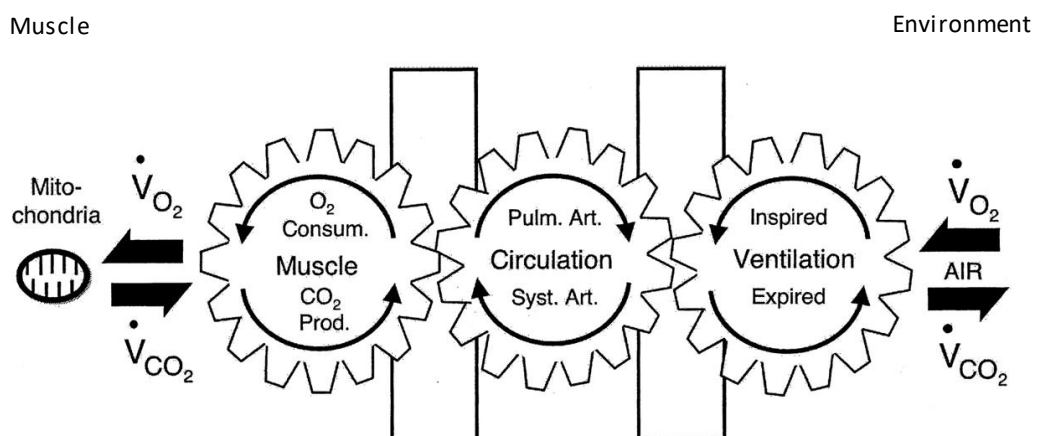 Muscle
Environment
Mito-
chondria
V̇O₂
V̇CO₂
O₂
Consum.
Muscle
CO₂
Prod.
Pulm. Art.
Circulation
Syst. Art.
Inspired
Ventilation
Expired
V̇O₂
AIR
V̇CO₂